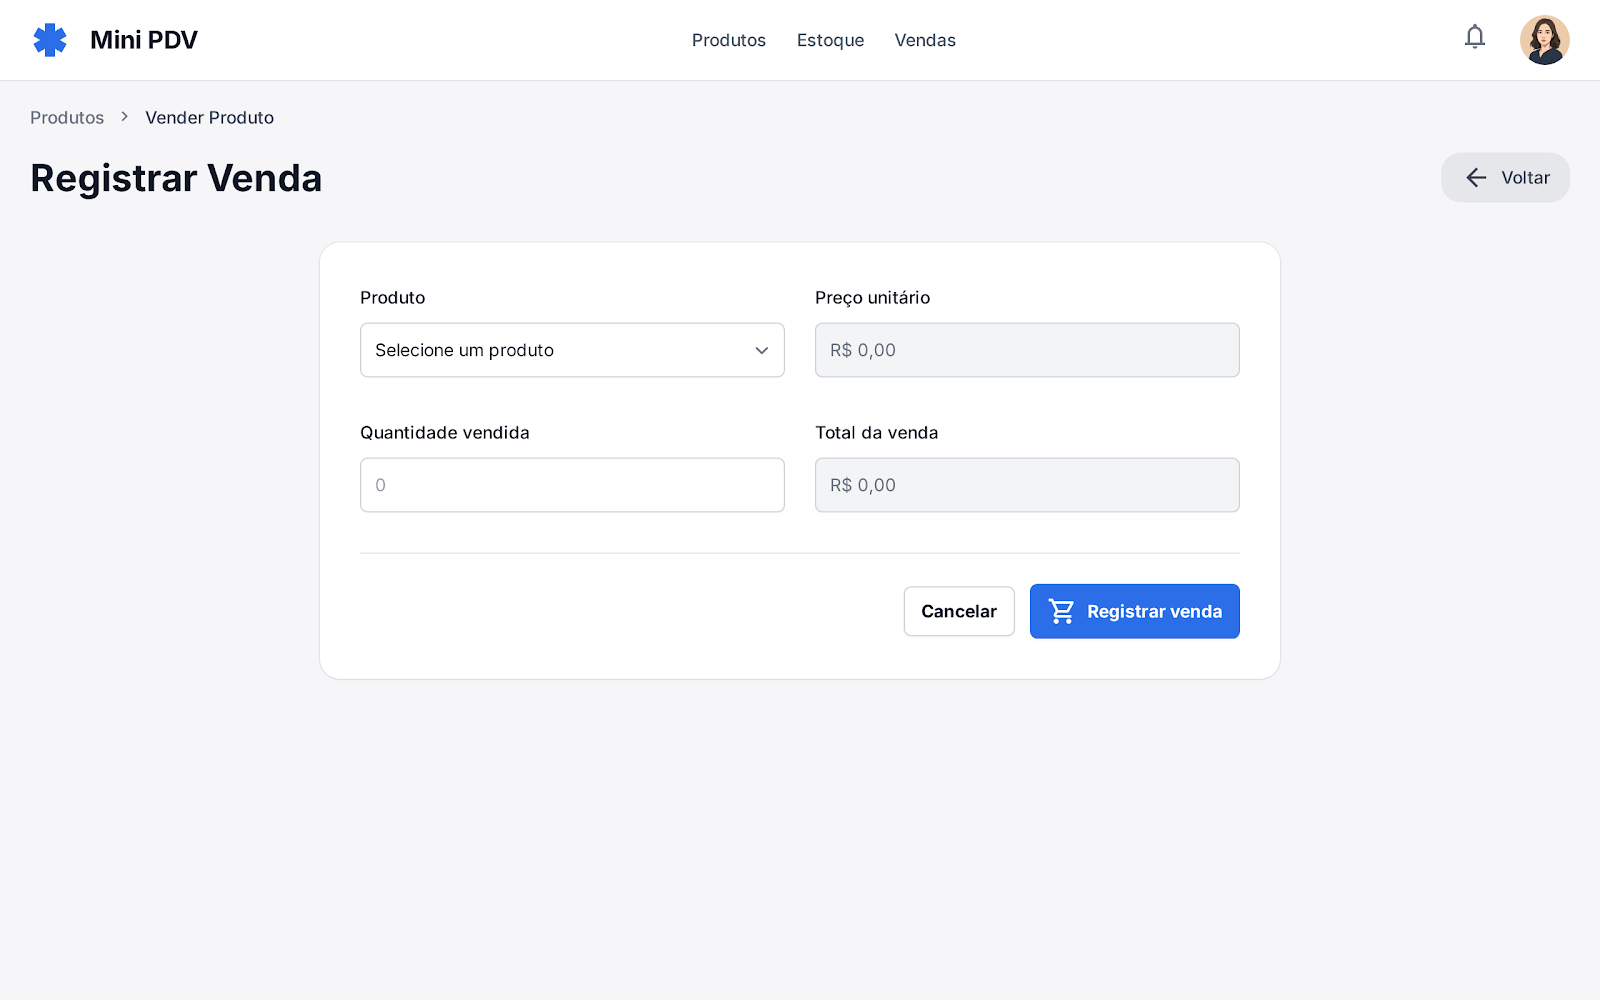 Mini PDV
Produtos
Estoque
Vendas
Produtos
Vender Produto
Registrar Venda
Voltar
Produto
Preço unitário
Selecione um produto
R$ 0,00
Quantidade vendida
Total da venda
0
R$ 0,00
Cancelar
Registrar venda